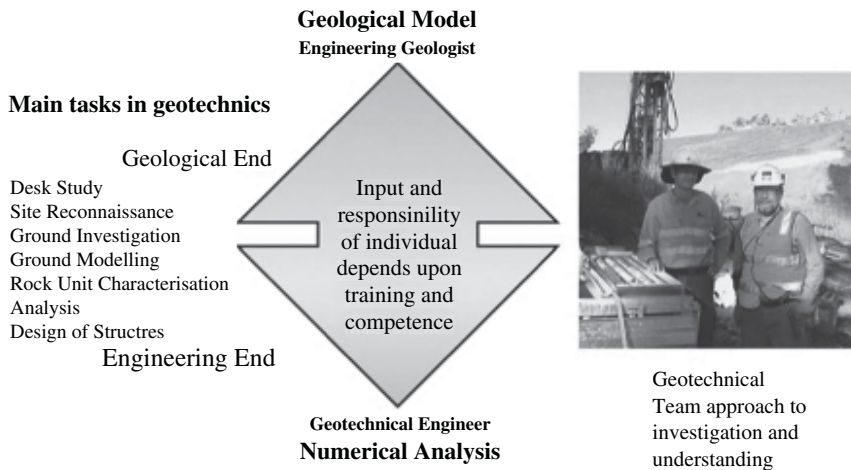 Geological Model
Engineering Geologist
Main tasks in geotechnics
Geological End
Desk Study
Site Reconnaissance
Ground Investigation
Ground Modelling
Rock Unit Characterisation
Analysis
Design of Structres
Engineering End
Input and
responsinility
of individual
depends upon
training and
competence
Geotechnical Engineer
Numerical Analysis
Geotechnical
Team approach to
investigation and
understanding